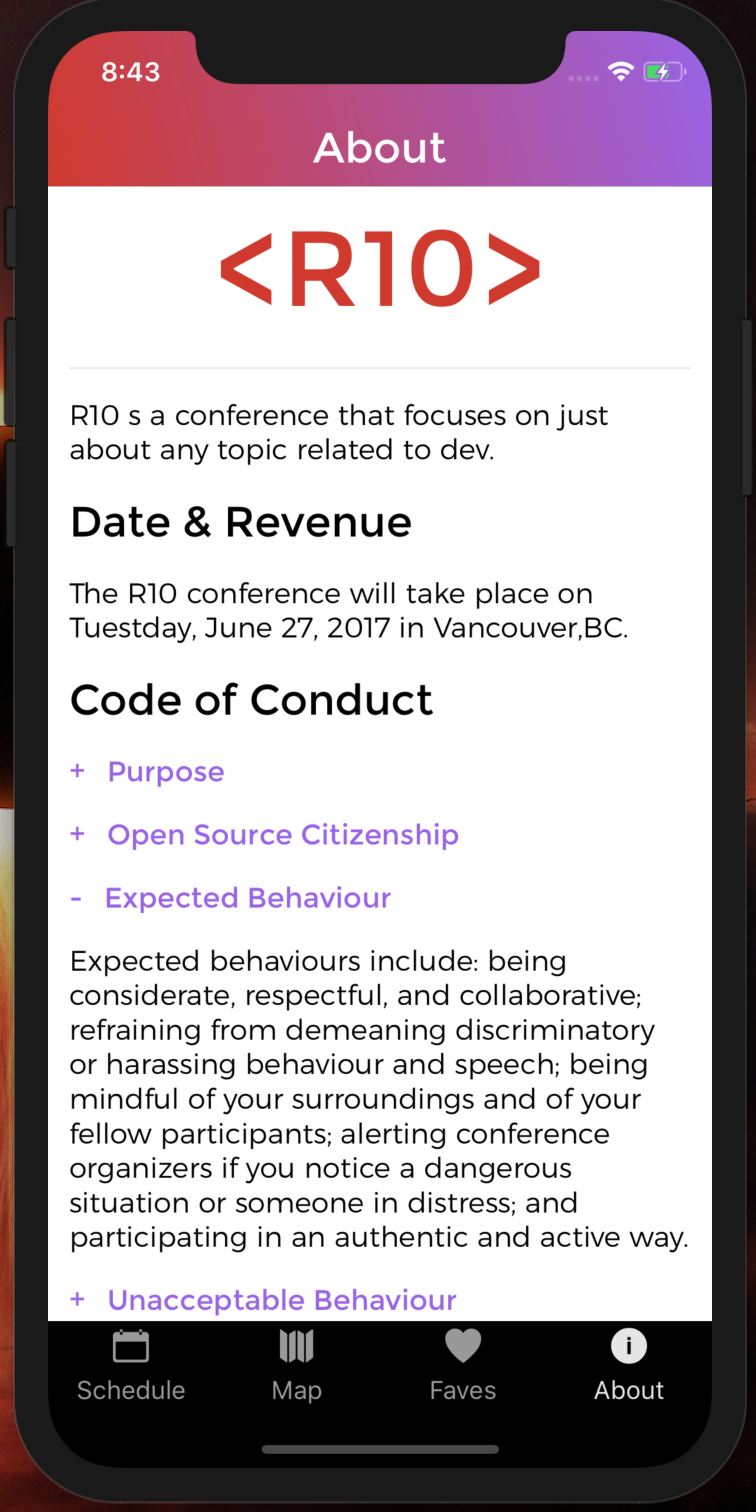 8:43
About
<R10>
R10 s a conference that focuses on just
about any topic related to dev.
Date & Revenue
The R10 conference will take place on
Tuestday, June 27, 2017 in Vancouver,BC.
Code of Conduct
+ Purpose
+ Open Source Citizenship
- Expected Behaviour
Expected behaviours include: being
considerate, respectful, and collaborative;
refraining from demeaning discriminatory
or harassing behaviour and speech; being
mindful of your surroundings and of your
fellow participants; alerting conference
organizers if you notice a dangerous
situation or someone in distress; and
participating in an authentic and active way.
+ Unacceptable Behaviour
Schedule Map Faves About